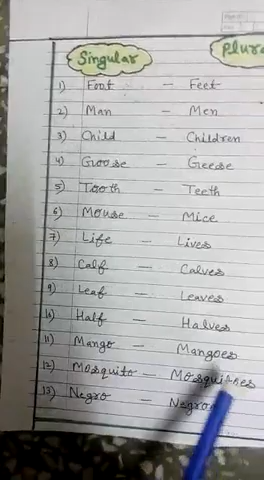 Singular Plura
1) Foot — Feet
2) Man — Men
3) Child — Children
4) Goose — Geese
5) Tooth — Teeth
6) Mouse — Mice
7) Life — Lives
8) Calf — Calves
9) Leaf — Leaves
10) Half — Halves
11) Mango — Mangoes
12) Mosquito — Mosquitoes
13) Negro —